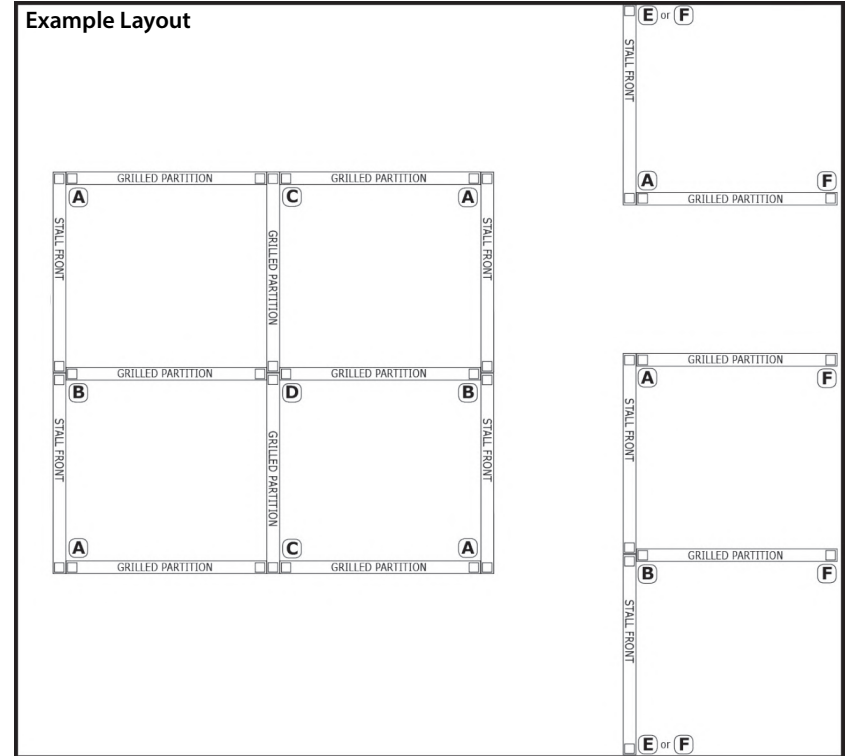 Example Layout
E or F
STALL FRONT
A F
GRILLED PARTITION
GRILLED PARTITION GRILLED PARTITION
A C A
STALL FRONT
GRILLED PARTITION
STALL FRONT
GRILLED PARTITION GRILLED PARTITION
B D B
STALL FRONT
GRILLED PARTITION
STALL FRONT
A C A
GRILLED PARTITION GRILLED PARTITION
GRILLED PARTITION
A F
STALL FRONT
GRILLED PARTITION
B F
STALL FRONT
E or F